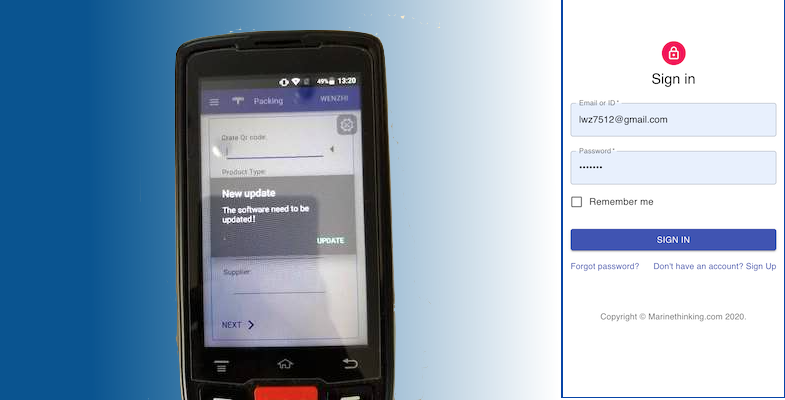 49% 13:20
Packing
WENZHI
Crate Qr code:
Product Type:
New update
The software need to be
updated!
UPDATE
Supplier:
NEXT
Sign in
Email or ID *
lwz7512@gmail.com
Password *
•••••••
Remember me
SIGN IN
Forgot password?
Don't have an account? Sign Up
Copyright © Marinethinking.com 2020.